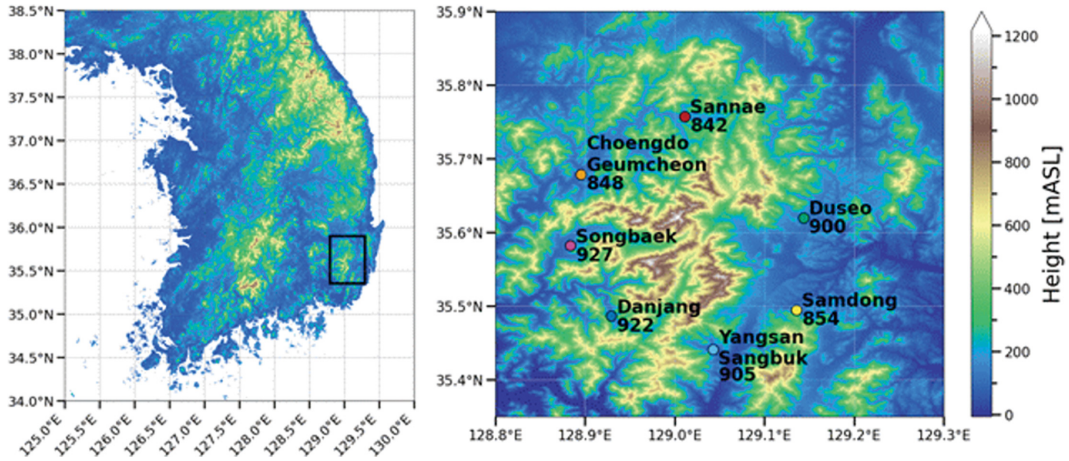 38.5°N
38.0°N
37.5°N
37.0°N
36.5°N
36.0°N
35.5°N
35.0°N
34.5°N
34.0°N
125.0°E
125.5°E
126.0°E
126.5°E
127.0°E
127.5°E
128.0°E
128.5°E
129.0°E
129.5°E
130.0°E
35.9°N
35.8°N
35.7°N
35.6°N
35.5°N
35.4°N
128.8°E
128.9°E
129.0°E
129.1°E
129.2°E
129.3°E
Sannae
842
Choengdo
Geumcheon
848
Duseo
900
Songbaek
927
Danjang
922
Samdong
854
Yangsan
Sangbuk
905
1200
1000
800
600
400
200
0
Height [mASL]